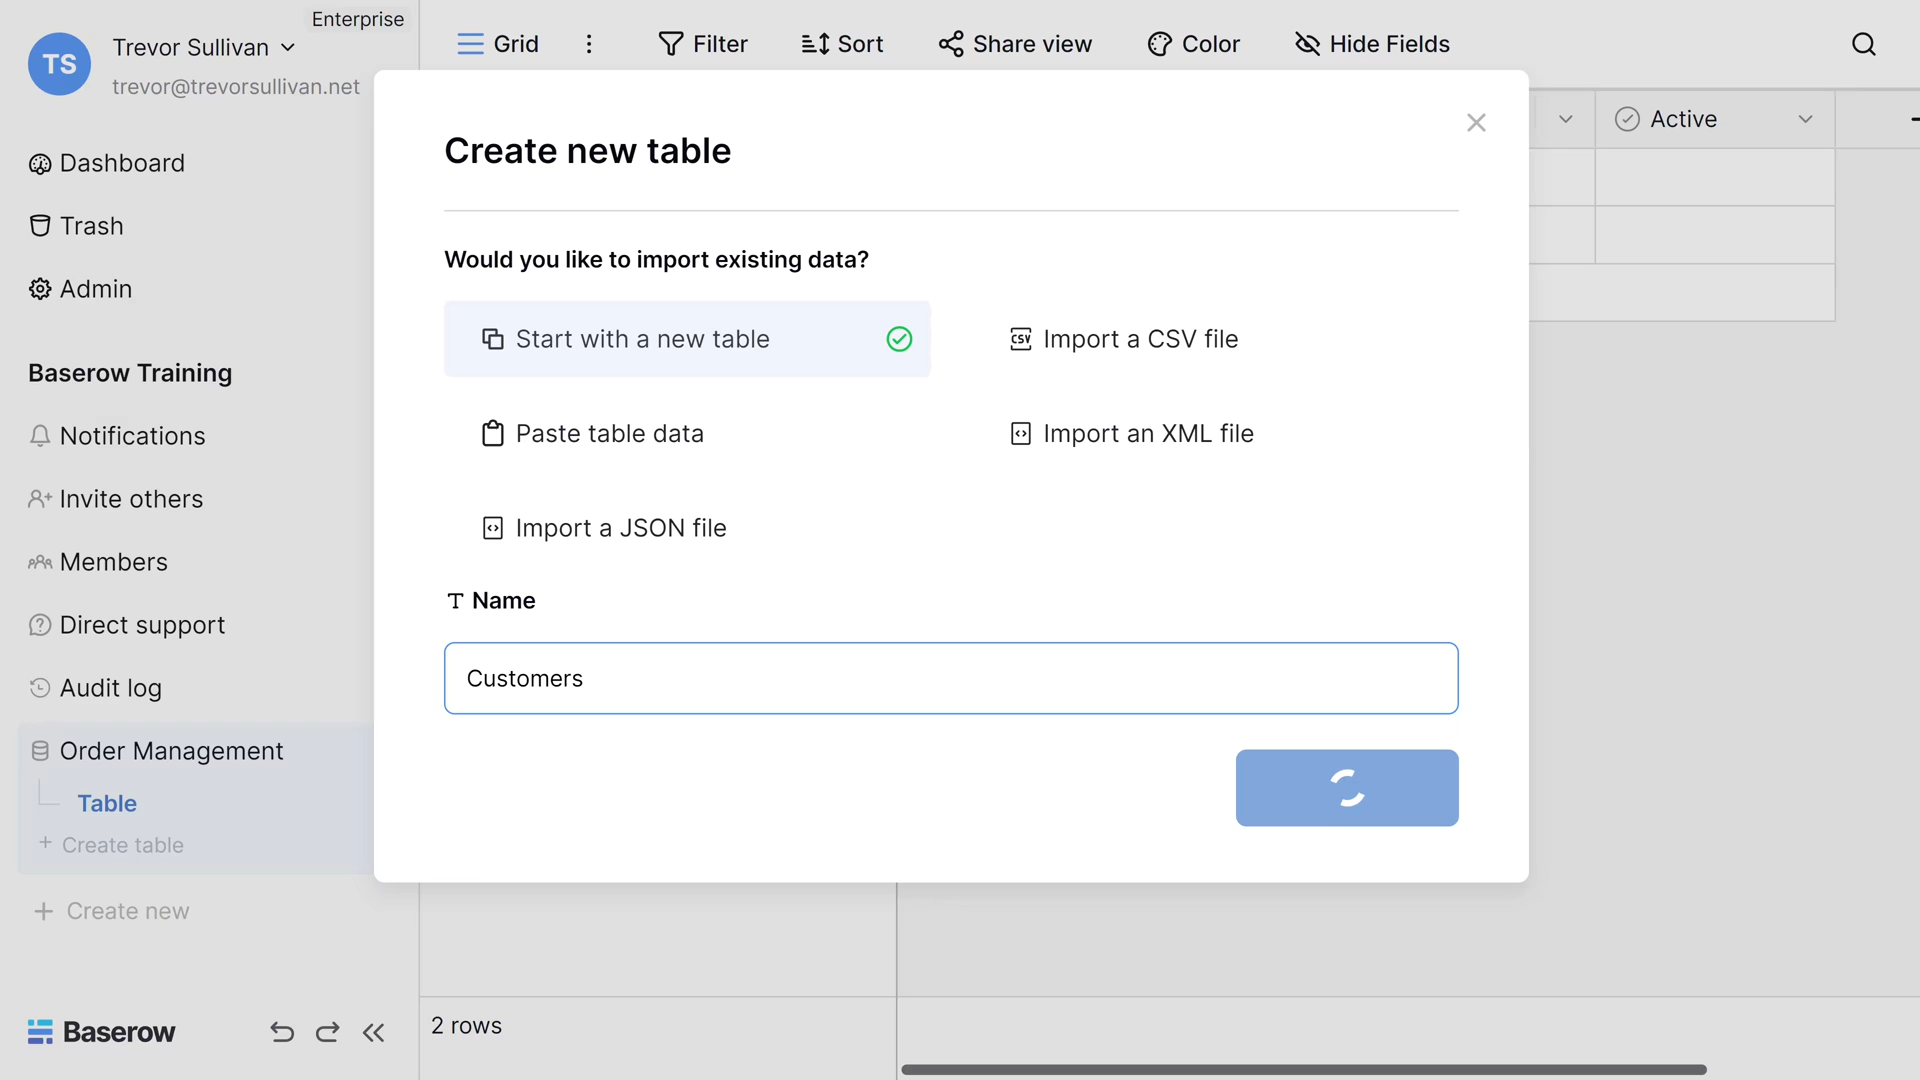 Enterprise
TS
Trevor Sullivan
trevor@trevorsullivan.net
Grid
Filter
Sort
Share view
Color
Hide Fields
Active
Dashboard
Trash
Admin
Baserow Training
Notifications
Invite others
Members
Direct support
Audit log
Order Management
Table
+ Create table
+ Create new
Baserow
2 rows
Create new table
Would you like to import existing data?
Start with a new table
CSV Import a CSV file
Paste table data
Import an XML file
Import a JSON file
Name
Customers